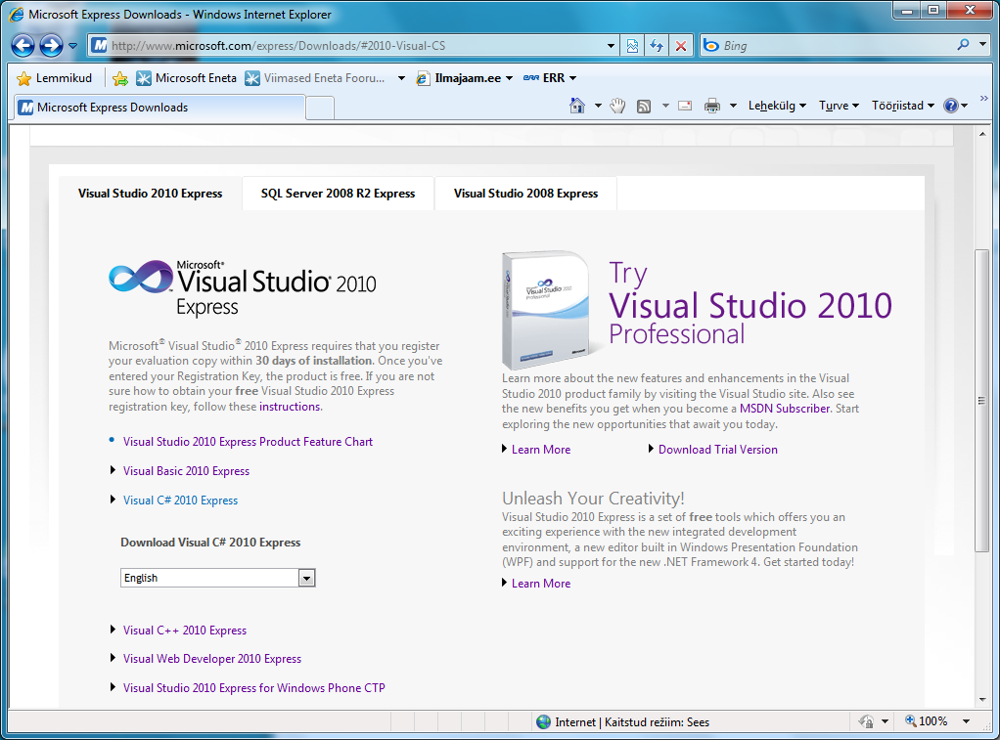 Microsoft Express Downloads - Windows Internet Explorer
http://www.microsoft.com/express/Downloads/#2010-Visual-CS
Bing
Lemmikud
Microsoft Eneta
Viimased Eneta Fooru...
Ilmajaam.ee
ERR
ERR
Microsoft Express Downloads
Lehekülg
Turve
Tööriistad
Visual Studio 2010 Express
SQL Server 2008 R2 Express
Visual Studio 2008 Express
Microsoft®
Visual Studio® 2010
Express
Microsoft® Visual Studio® 2010 Express requires that you register
your evaluation copy within 30 days of installation. Once you've
entered your Registration Key, the product is free. If you are not
sure how to obtain your free Visual Studio 2010 Express
registration key, follow these instructions.
Visual Studio 2010 Express Product Feature Chart
Visual Basic 2010 Express
Visual C# 2010 Express
Download Visual C# 2010 Express
English
Visual C++ 2010 Express
Visual Web Developer 2010 Express
Visual Studio 2010 Express for Windows Phone CTP
Visual Studio 2010
Professional
Try
Visual Studio 2010
Professional
Learn more about the new features and enhancements in the Visual
Studio 2010 product family by visiting the Visual Studio site. Also see
the new benefits you get when you become a MSDN Subscriber. Start
exploring the new opportunities that await you today.
Learn More
Download Trial Version
Unleash Your Creativity!
Visual Studio 2010 Express is a set of free tools which offers you an
exciting experience with the new integrated development
environment, a new editor built in Windows Presentation Foundation
(WPF) and support for the new .NET Framework 4. Get started today!
Learn More
Internet | Kaitstud režiim: Sees
100%